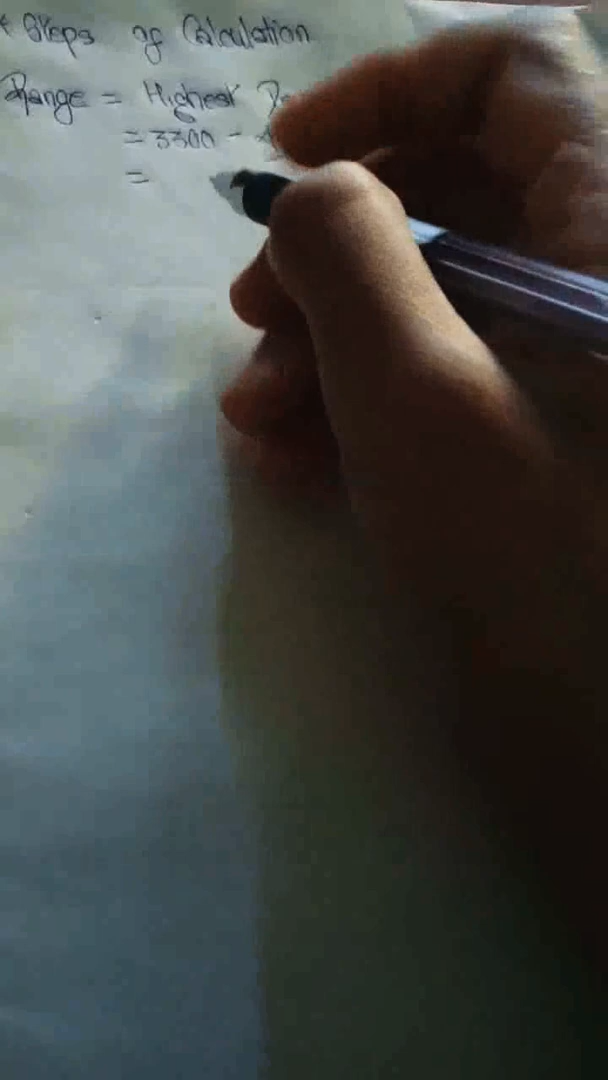 * Steps of Calculation
Range = Highest
= 3300 -
=